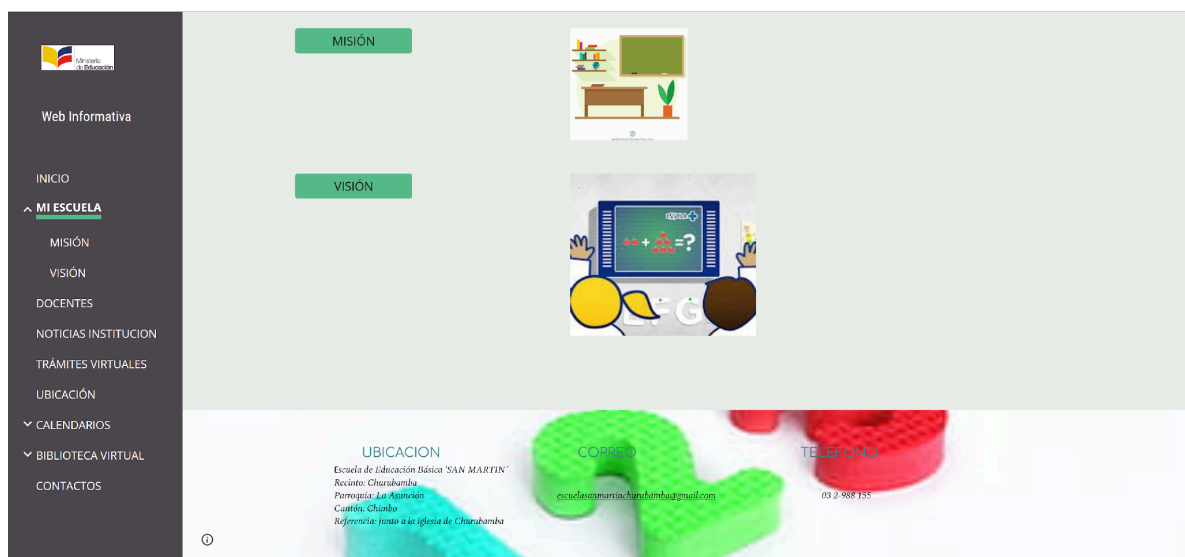 Ministerio
de Educación
Web Informativa
INICIO
MI ESCUELA
MISIÓN
VISIÓN
DOCENTES
NOTICIAS INSTITUCION
TRÁMITES VIRTUALES
UBICACIÓN
CALENDARIOS
BIBLIOTECA VIRTUAL
CONTACTOS
MISIÓN
VISIÓN
+ =?
FG
UBICACION
Escuela de Educación Básica ‘SAN MARTIN’
Recinto: Churubamba
Parroquia: La Asunción
Cantón: Chimbo
Referencia: junto a la iglesia de Churubamba
CORREO
escuelasanmartinchurubamba@gmail.com
TELEFONO
03 2-988 155